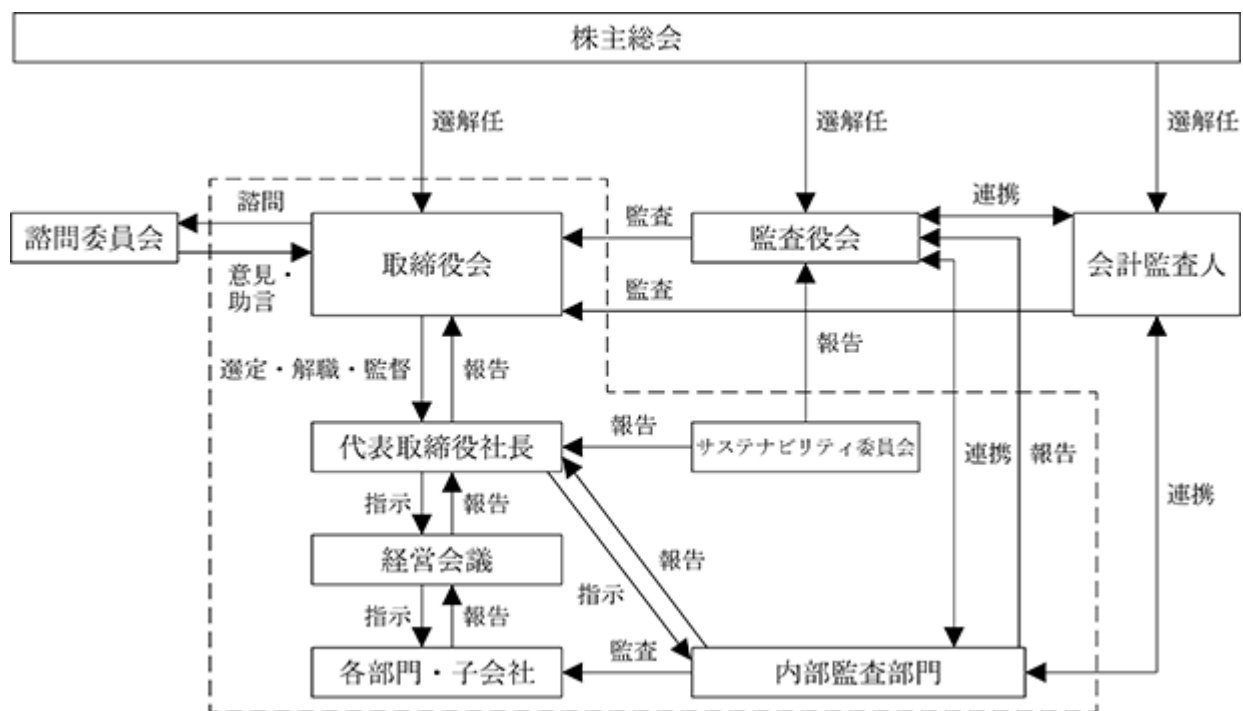 株主総会
選解任
選解任
選解任
諮問
諮問委員会
意見・
助言
取締役会
監査
監査役会
連携
会計監査人
監査
選定・解職・監督
報告
報告
代表取締役社長
報告
サステナビリティ委員会
連携
報告
連携
指示
報告
経営会議
報告
指示
指示
報告
各部門・子会社
監査
内部監査部門